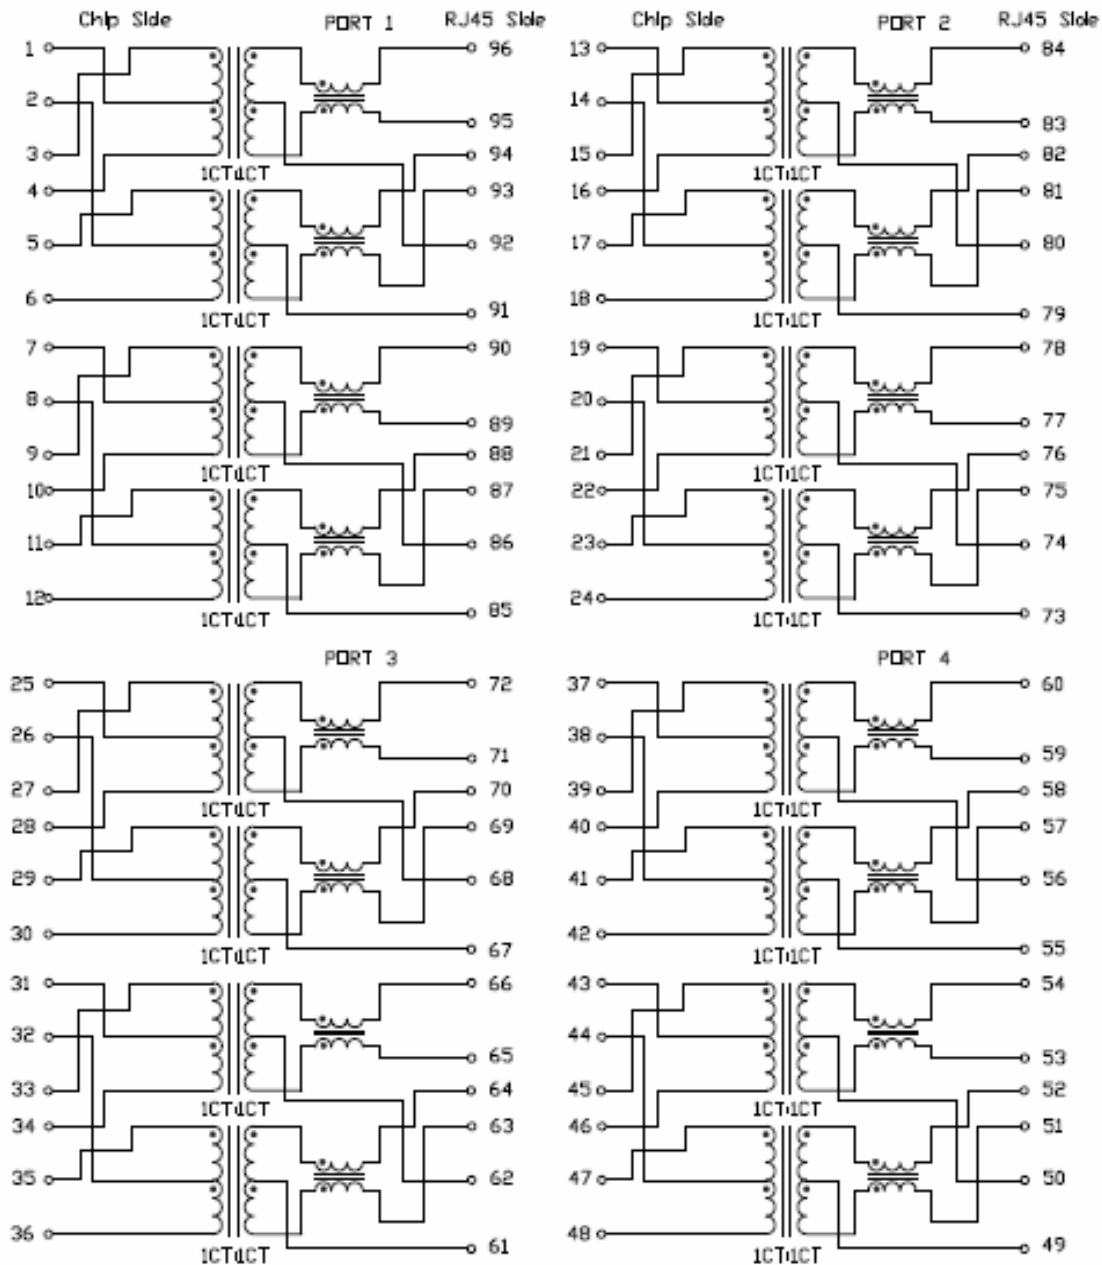 Chip Side PORT 1 RJ45 Side Chip Side PORT 2 RJ45 Side
1 96 13 84
2 14
95 83
3 94 15 82
1CT:1CT 1CT:1CT
4 93 16 81
5 92 17 80
6 91 18 79
1CT:1CT 1CT:1CT
7 90 19 78
8 20
89 77
9 88 21 76
1CT:1CT 1CT:1CT
10 87 22 75
11 86 23 74
12 85 24 73
1CT:1CT 1CT:1CT
PORT 3 PORT 4
25 72 37 60
26 38
71 59
27 70 39 58
1CT:1CT 1CT:1CT
28 69 40 57
29 68 41 56
30 67 42 55
1CT:1CT 1CT:1CT
31 66 43 54
32 44
65 53
33 64 45 52
1CT:1CT 1CT:1CT
34 63 46 51
35 62 47 50
36 61 48 49
1CT:1CT 1CT:1CT